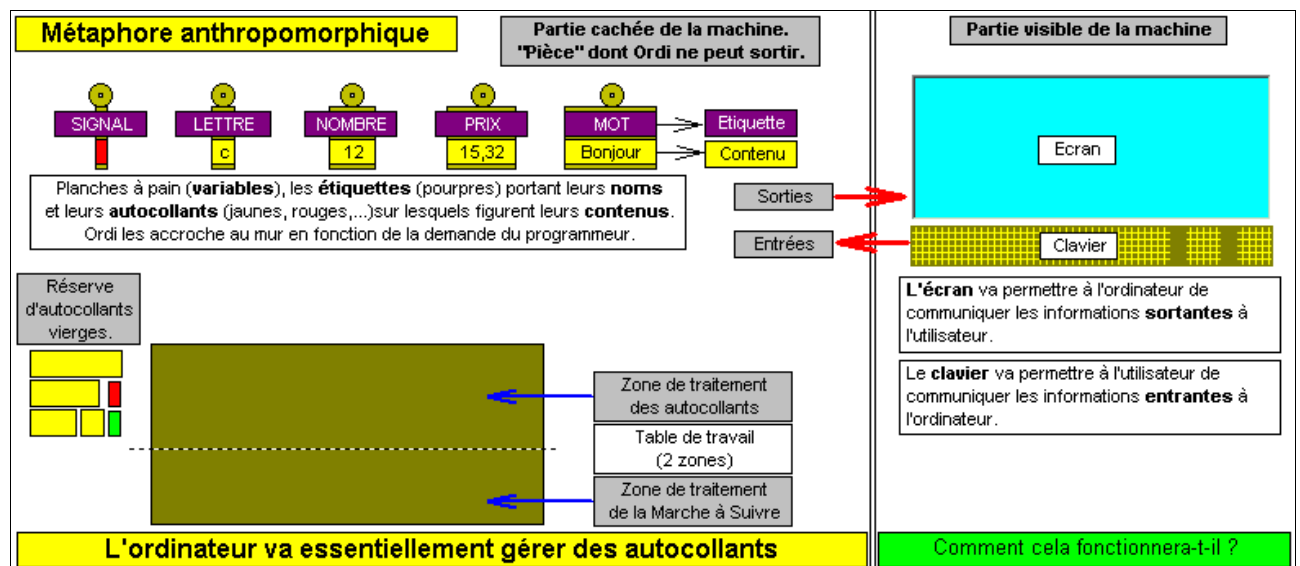 Métaphore anthropomorphique
Partie cachée de la machine.
"Pièce" dont Ordi ne peut sortir.
SIGNAL
LETTRE
NOMBRE
PRIX
MOT
Etiquette
c
12
15,32
Bonjour
Contenu
Planches à pain (variables), les étiquettes (pourpres) portant leurs noms
et leurs autocollants (jaunes, rouges,...)sur lesquels figurent leurs contenus.
Ordi les accroche au mur en fonction de la demande du programmeur.
Sorties
Entrées
Réserve
d'autocollants
vierges.
Zone de traitement
des autocollants
Table de travail
(2 zones)
Zone de traitement
de la Marche à Suivre
L'ordinateur va essentiellement gérer des autocollants
Partie visible de la machine
Ecran
Clavier
L'écran va permettre à l'ordinateur de
communiquer les informations sortantes à
l'utilisateur.
Le clavier va permettre à l'utilisateur de
communiquer les informations entrantes à
l'ordinateur.
Comment cela fonctionnera-t-il ?